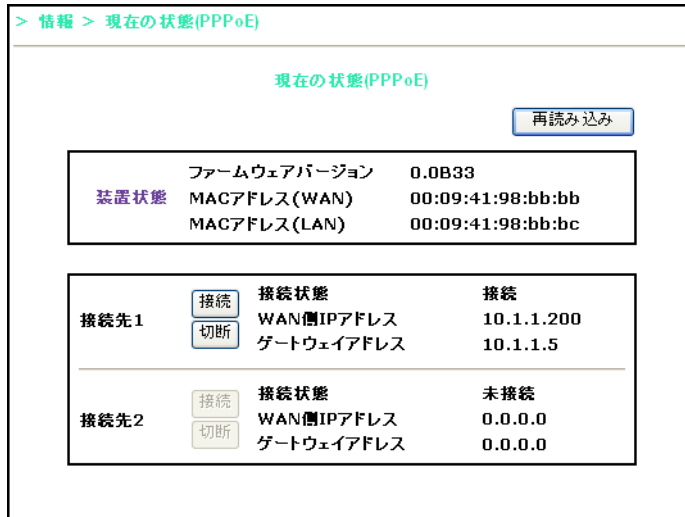 > 情報 > 現在の状態(PPPoE)
現在の状態(PPPoE)
再読み込み
装置状態
ファームウェアバージョン 0.0B33
MACアドレス(WAN) 00:09:41:98:bb:bb
MACアドレス(LAN) 00:09:41:98:bb:bc
接続先1
接続
切断
接続状態 接続
WAN側IPアドレス 10.1.1.200
ゲートウェイアドレス 10.1.1.5
接続先2
接続
切断
接続状態 未接続
WAN側IPアドレス 0.0.0.0
ゲートウェイアドレス 0.0.0.0